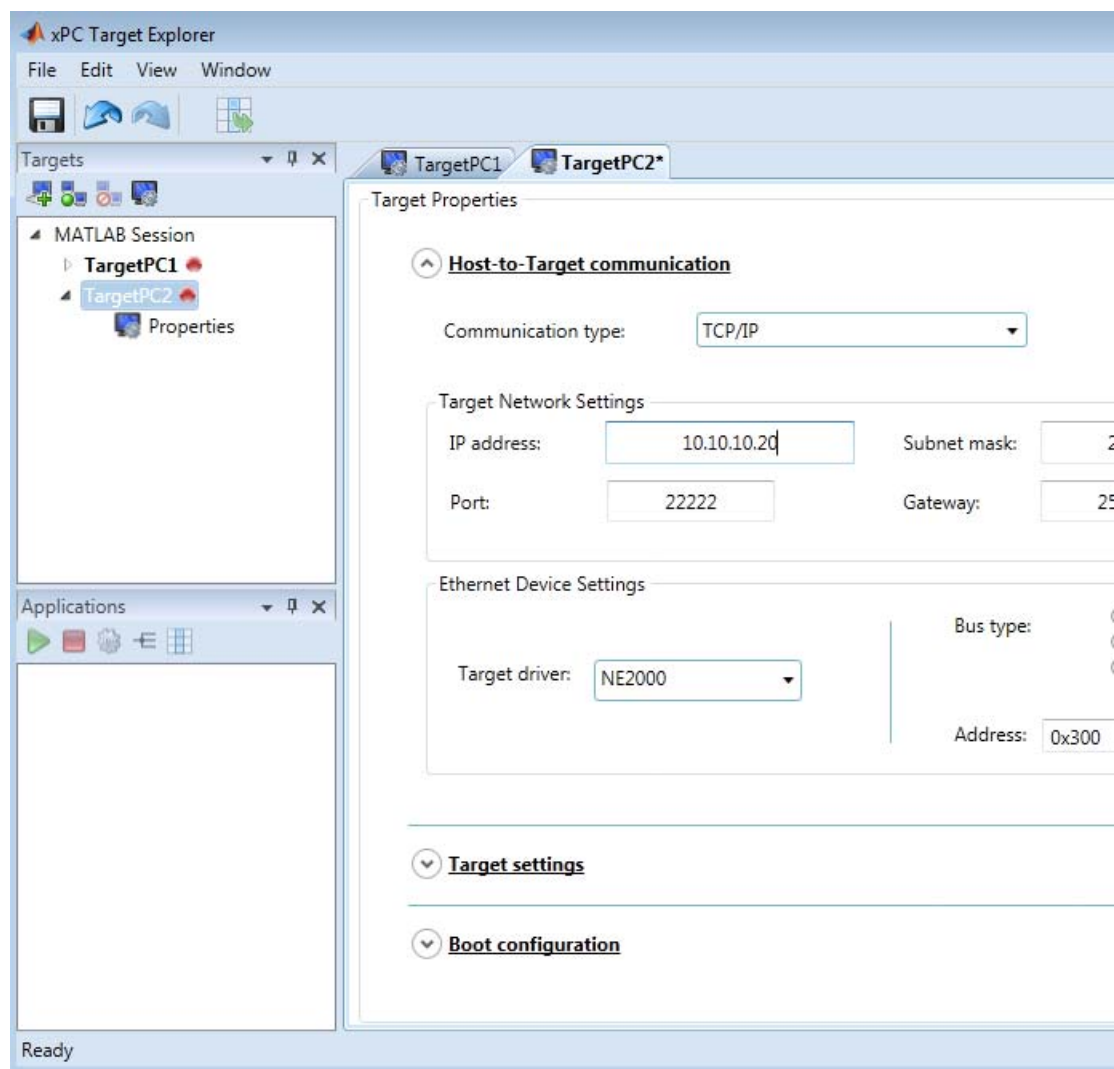 xPC Target Explorer
File Edit View Window
Targets
MATLAB Session
TargetPC1
TargetPC2
Properties
Applications
Ready
TargetPC1 TargetPC2*
Target Properties
Host-to-Target communication
Communication type: TCP/IP
Target Network Settings
IP address: 10.10.10.20 Subnet mask: 2
Port: 22222 Gateway: 25
Ethernet Device Settings
Bus type:
Target driver: NE2000
Address: 0x300
Target settings
Boot configuration